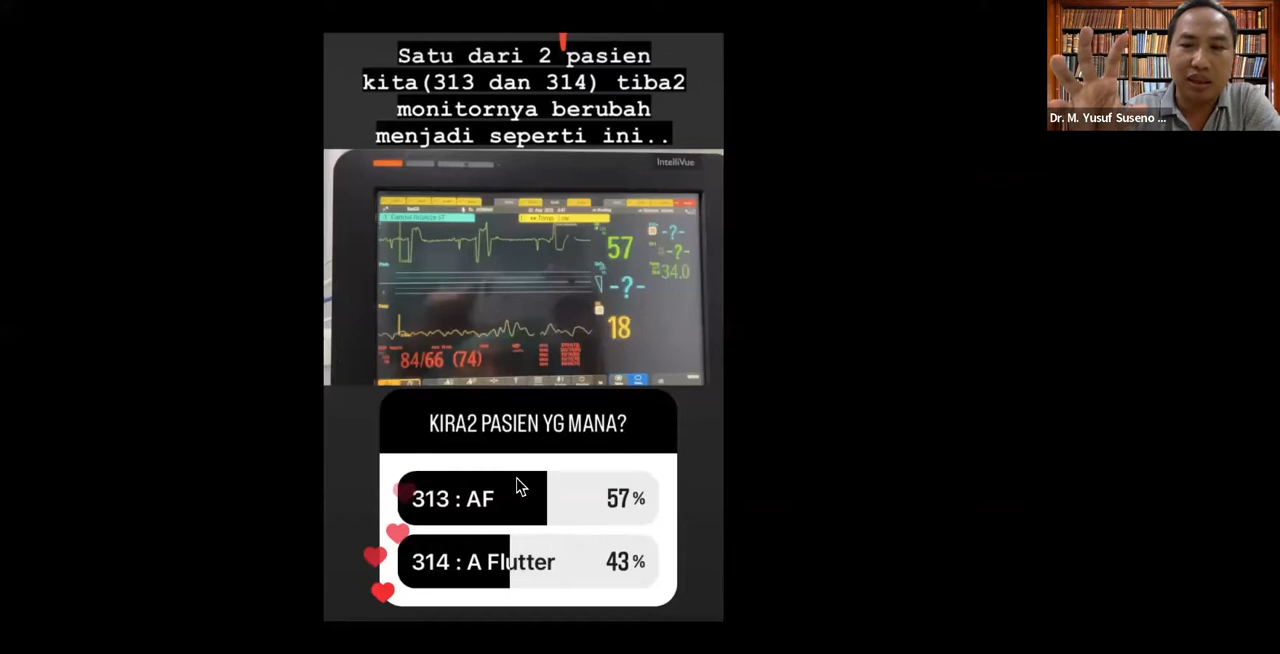 Satu dari 2 pasien
kita(313 dan 314) tiba2
monitornya berubah
menjadi seperti ini..
Dr. M. Yusuf Suseno ...
IntelliVue
57
-?-
-?-
34.0
-?-
18
84/66 (74)
KIRA2 PASIEN YG MANA?
313 : AF
57%
314 : A Flutter
43%